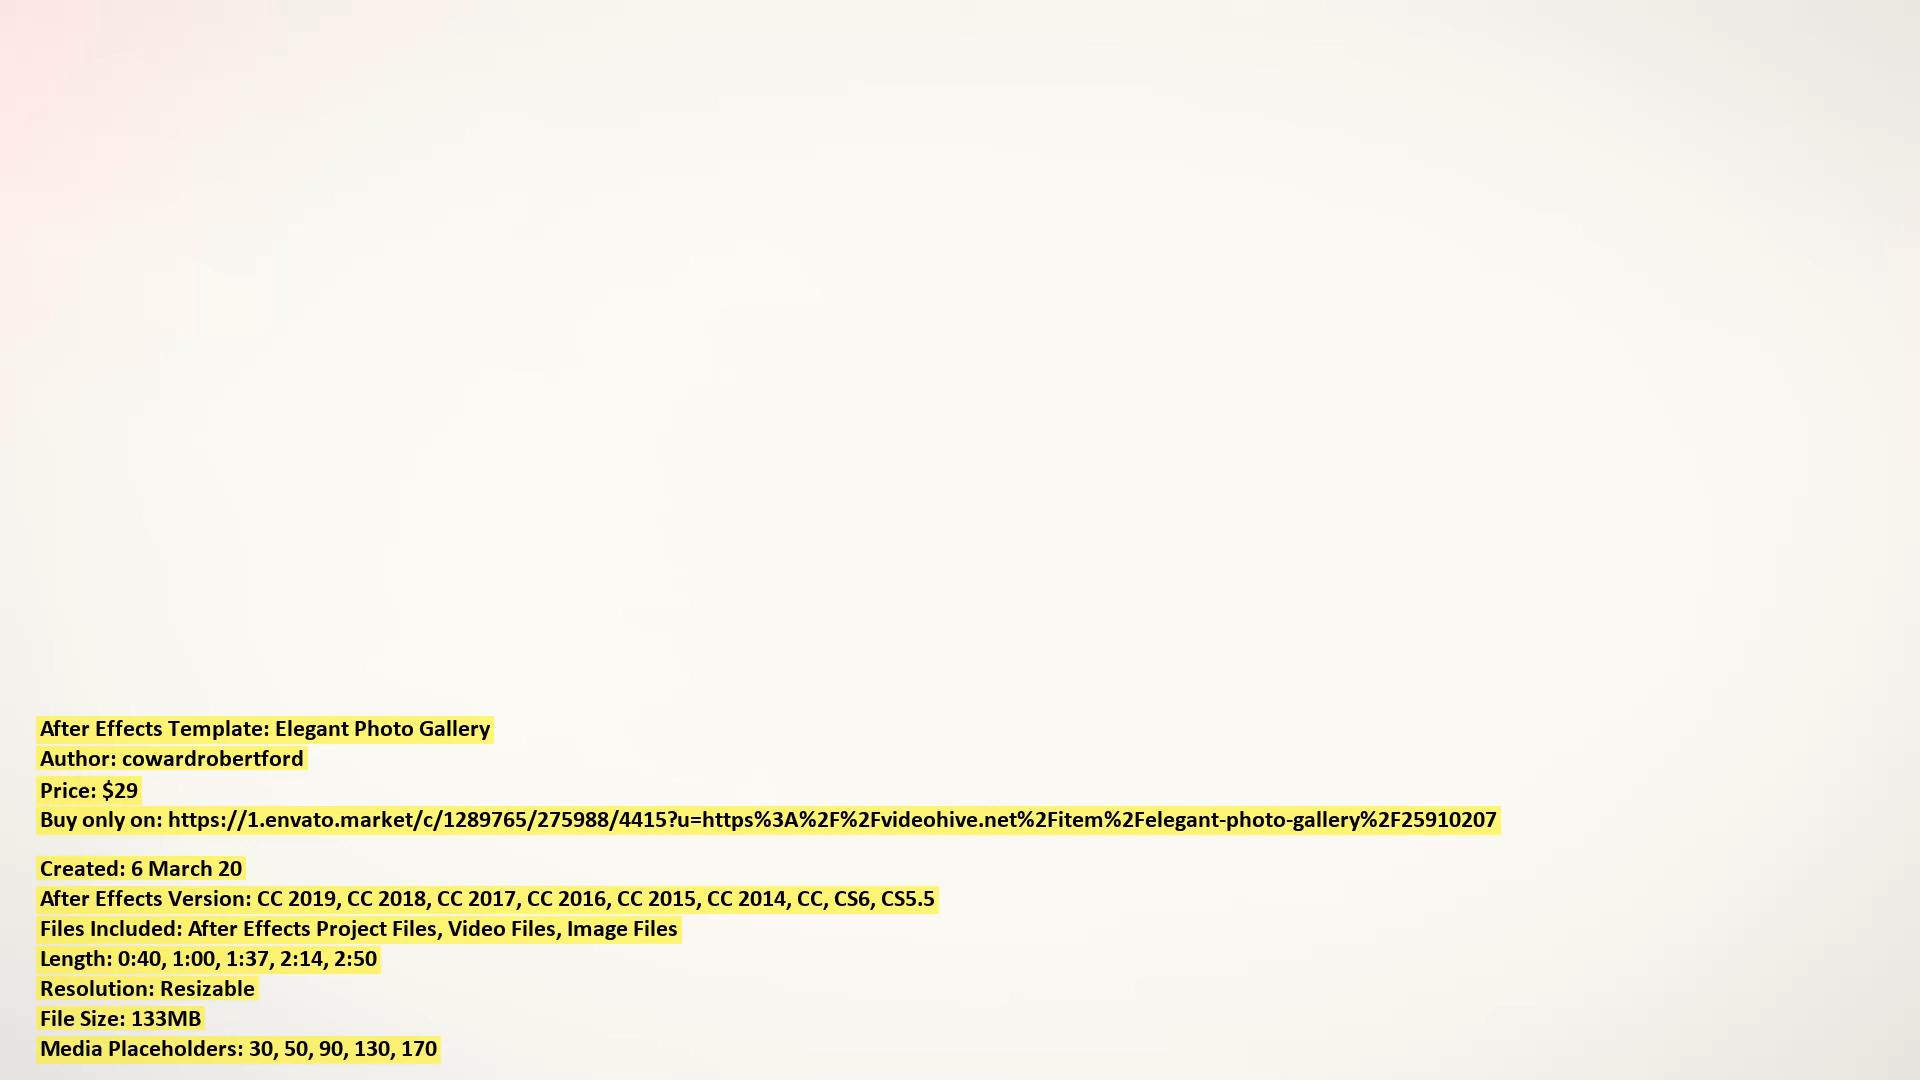 After Effects Template: Elegant Photo Gallery
Author: cowardrobertford
Price: $29
Buy only on: https://1.envato.market/c/1289765/275988/4415?u=https%3A%2F%2Fvideohive.net%2Fitem%2Felegant-photo-gallery%2F25910207
Created: 6 March 20
After Effects Version: CC 2019, CC 2018, CC 2017, CC 2016, CC 2015, CC 2014, CC, CS6, CS5.5
Files Included: After Effects Project Files, Video Files, Image Files
Length: 0:40, 1:00, 1:37, 2:14, 2:50
Resolution: Resizable
File Size: 133MB
Media Placeholders: 30, 50, 90, 130, 170